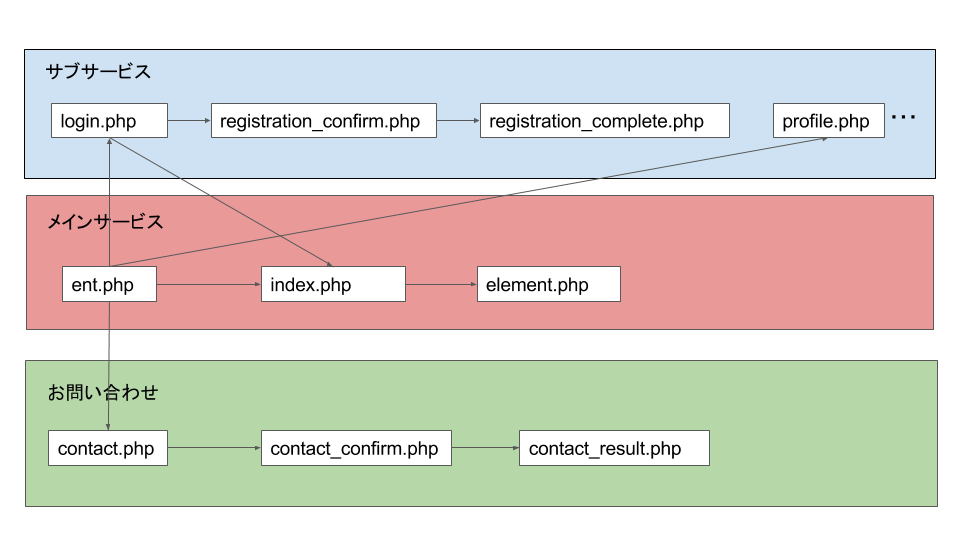 サブサービス
login.php
registration_confirm.php
registration_complete.php
profile.php
･･･
メインサービス
ent.php
index.php
element.php
お問い合わせ
contact.php
contact_confirm.php
contact_result.php